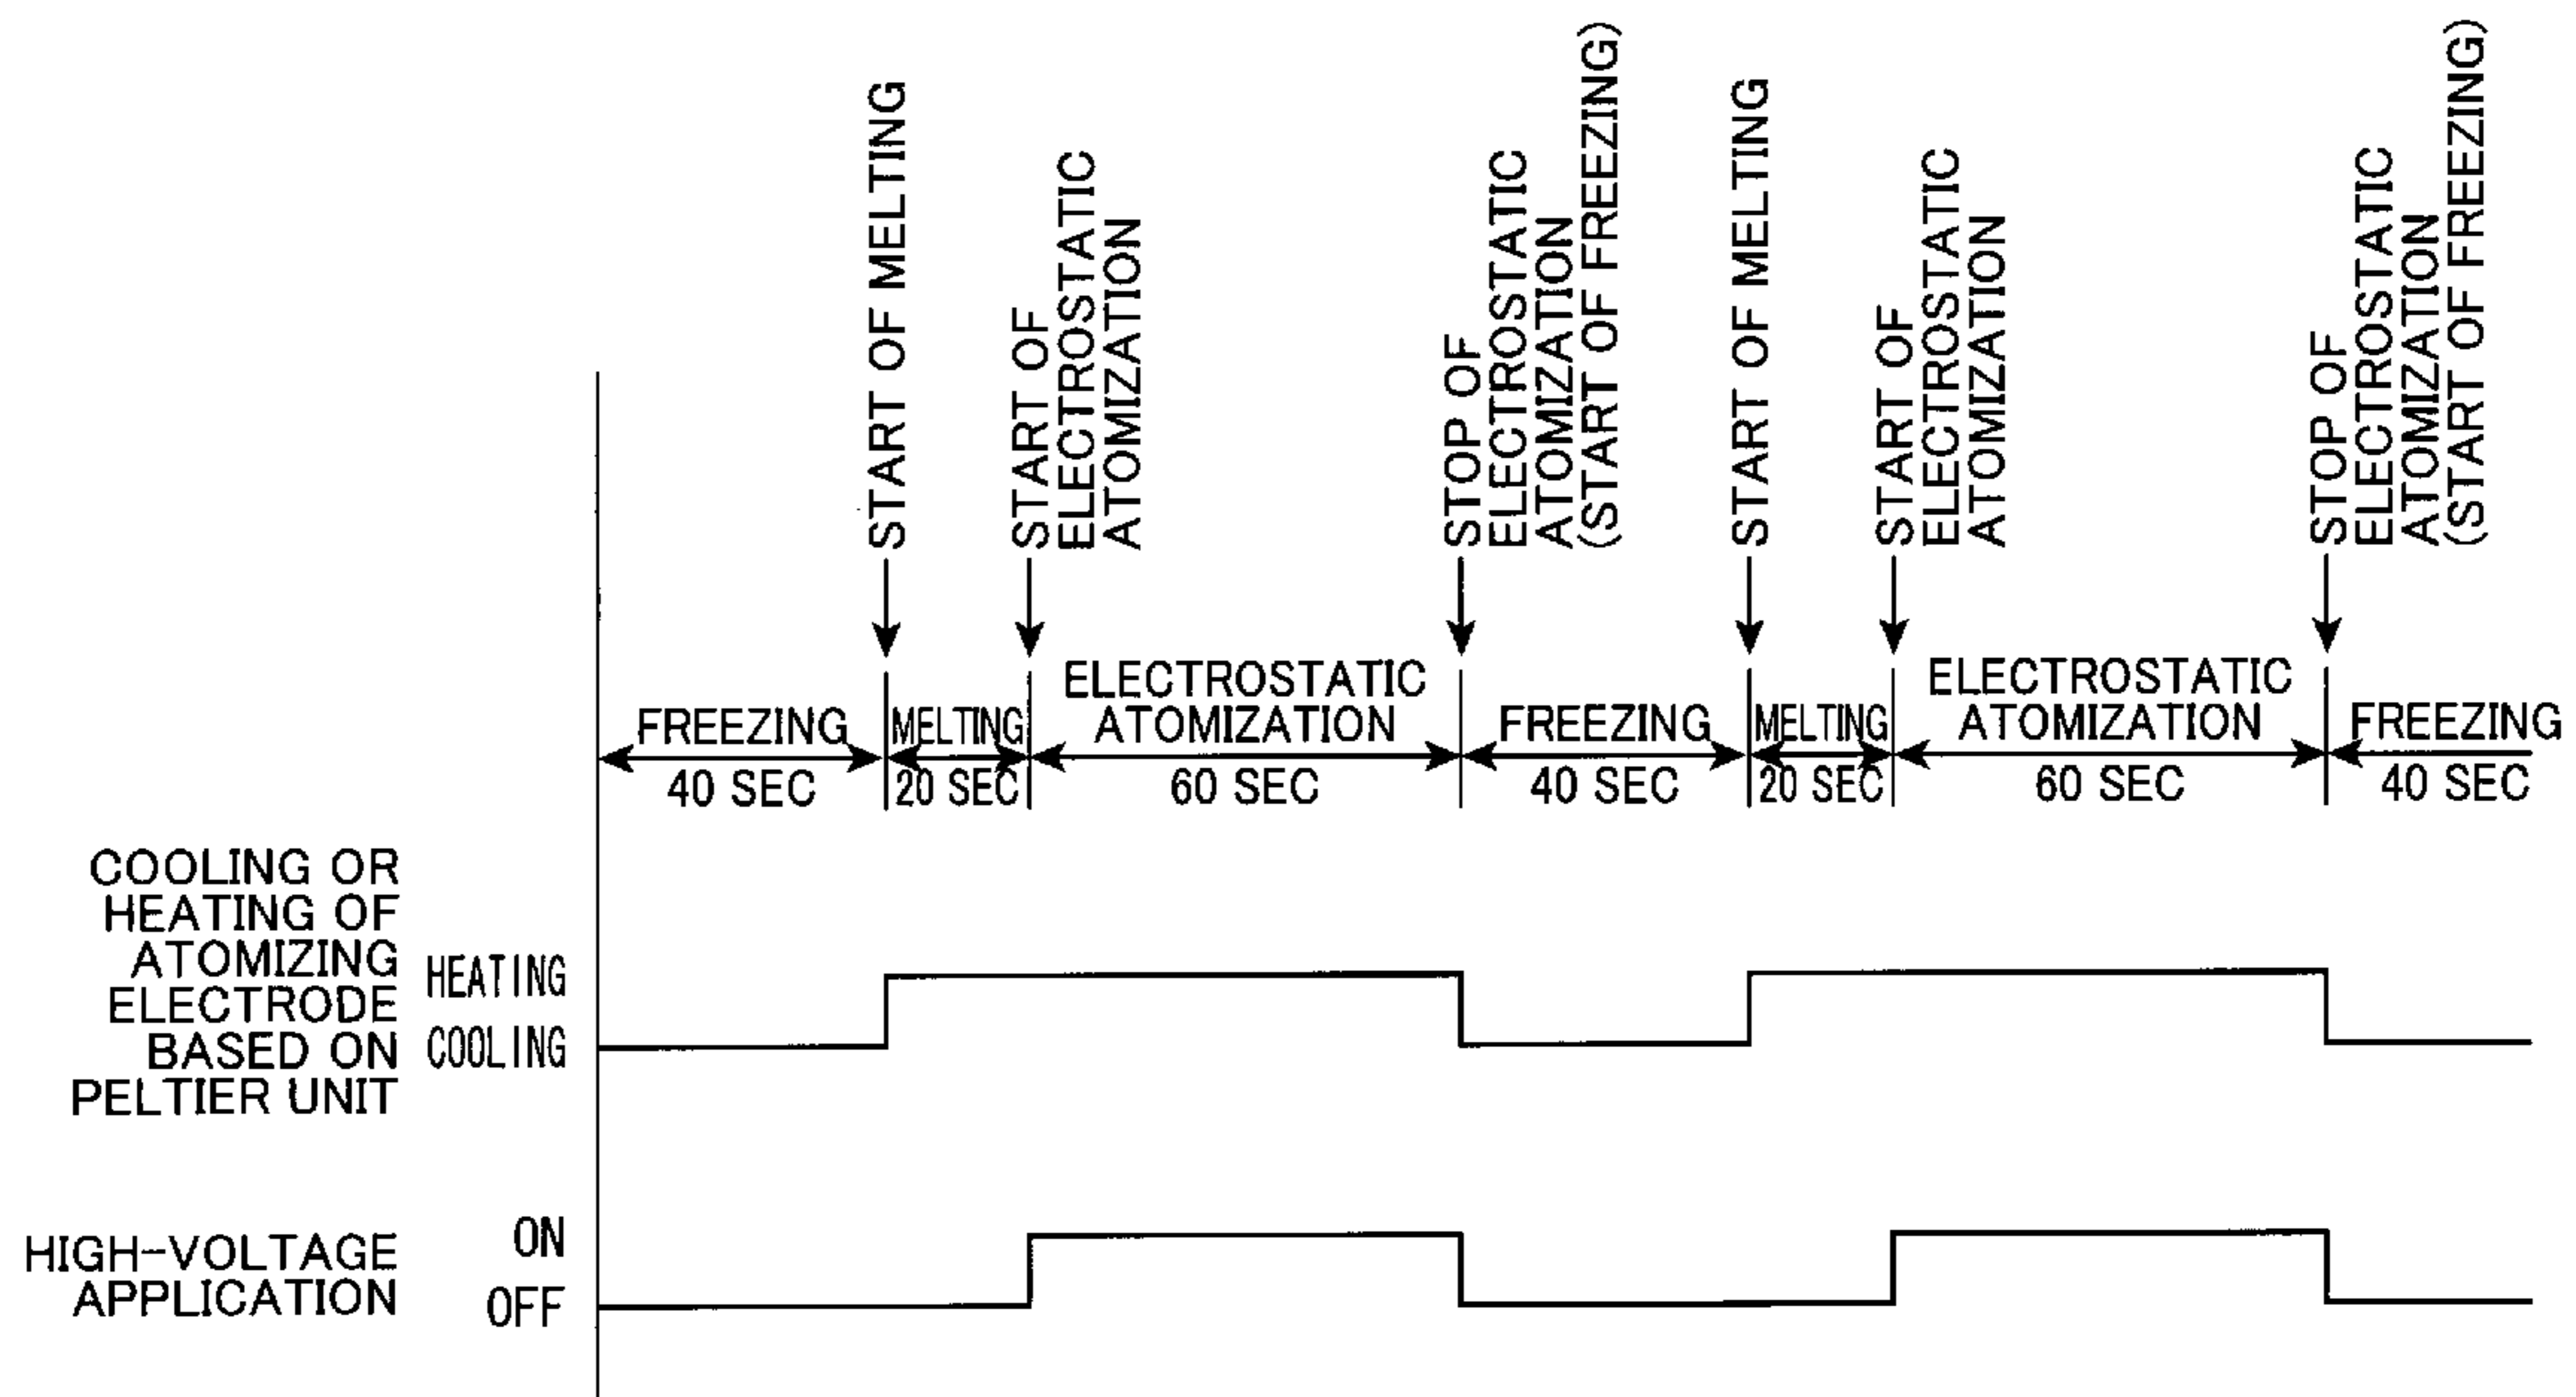 START OF MELTING
START OF
ELECTROSTATIC
ATOMIZATION
STOP OF
ELECTROSTATIC
ATOMIZATION
(START OF FREEZING)
START OF MELTING
START OF
ELECTROSTATIC
ATOMIZATION
STOP OF
ELECTROSTATIC
ATOMIZATION
(START OF FREEZING)
FREEZING
40 SEC
MELTING
20 SEC
ELECTROSTATIC
ATOMIZATION
60 SEC
FREEZING
40 SEC
MELTING
20 SEC
ELECTROSTATIC
ATOMIZATION
60 SEC
FREEZING
40 SEC
COOLING OR
HEATING OF
ATOMIZING
ELECTRODE
BASED ON
PELTIER UNIT
HEATING
COOLING
HIGH-VOLTAGE
APPLICATION
ON
OFF